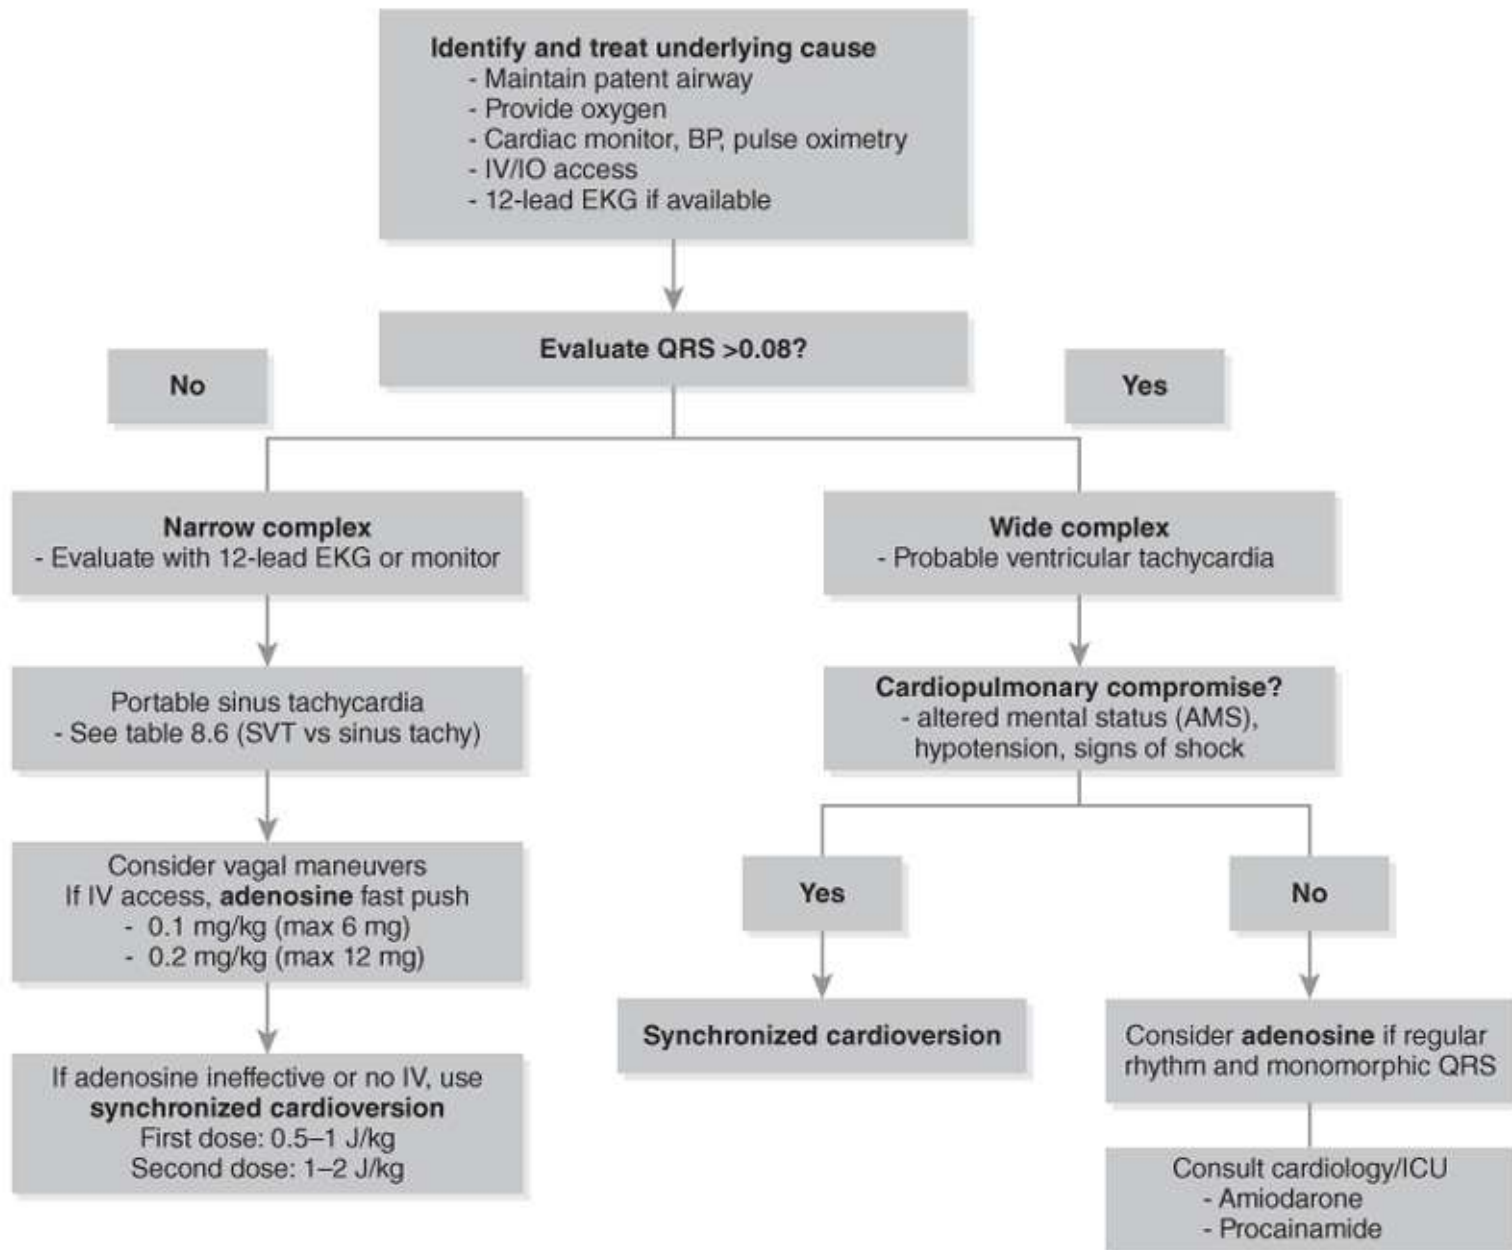 Identify and treat underlying cause
- Maintain patent airway
- Provide oxygen
- Cardiac monitor, BP, pulse oximetry
- IV/IO access
- 12-lead EKG if available
Evaluate QRS >0.08?
No
Yes
Narrow complex
- Evaluate with 12-lead EKG or monitor
Wide complex
- Probable ventricular tachycardia
Portable sinus tachycardia
- See table 8.6 (SVT vs sinus tachy)
Cardiopulmonary compromise?
- altered mental status (AMS),
hypotension, signs of shock
Consider vagal maneuvers
If IV access, adenosine fast push
- 0.1 mg/kg (max 6 mg)
- 0.2 mg/kg (max 12 mg)
Yes
No
If adenosine ineffective or no IV, use
synchronized cardioversion
First dose: 0.5–1 J/kg
Second dose: 1–2 J/kg
Synchronized cardioversion
Consider adenosine if regular
rhythm and monomorphic QRS
Consult cardiology/ICU
- Amiodarone
- Procainamide